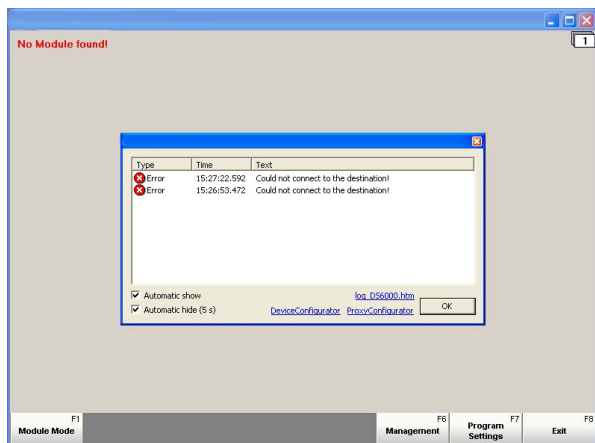 No Module found!
1
Type Time Text
Error 15:27:22.592 Could not connect to the destination!
Error 15:26:53.472 Could not connect to the destination!
Automatic show
log_DS6000.htm
Automatic hide (5 s)
DeviceConfigurator ProxyConfigurator
OK
F1
Module Mode
F6
Management
F7
Program
Settings
F8
Exit